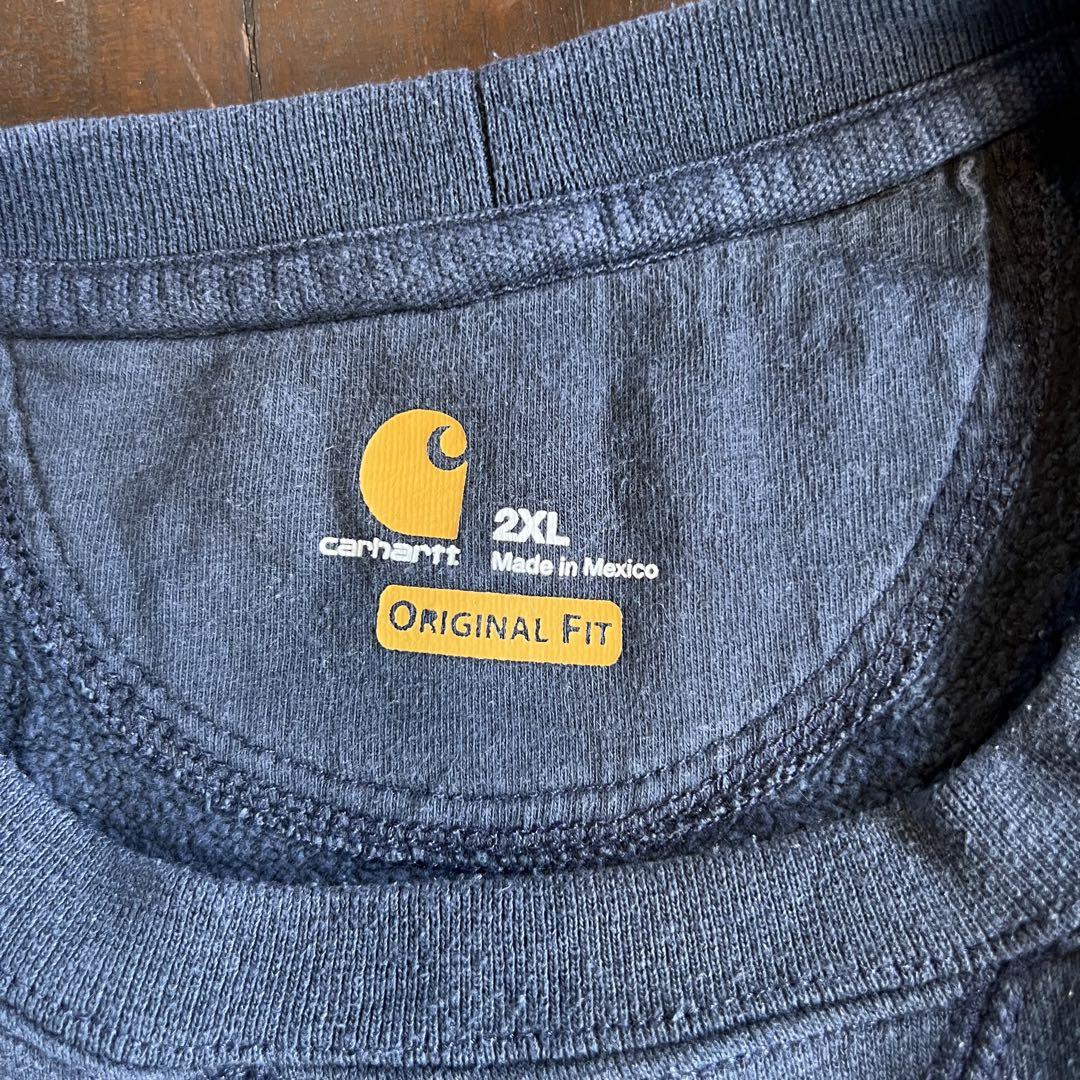 carhartt
2XL
Made in Mexico
ORIGINAL FIT